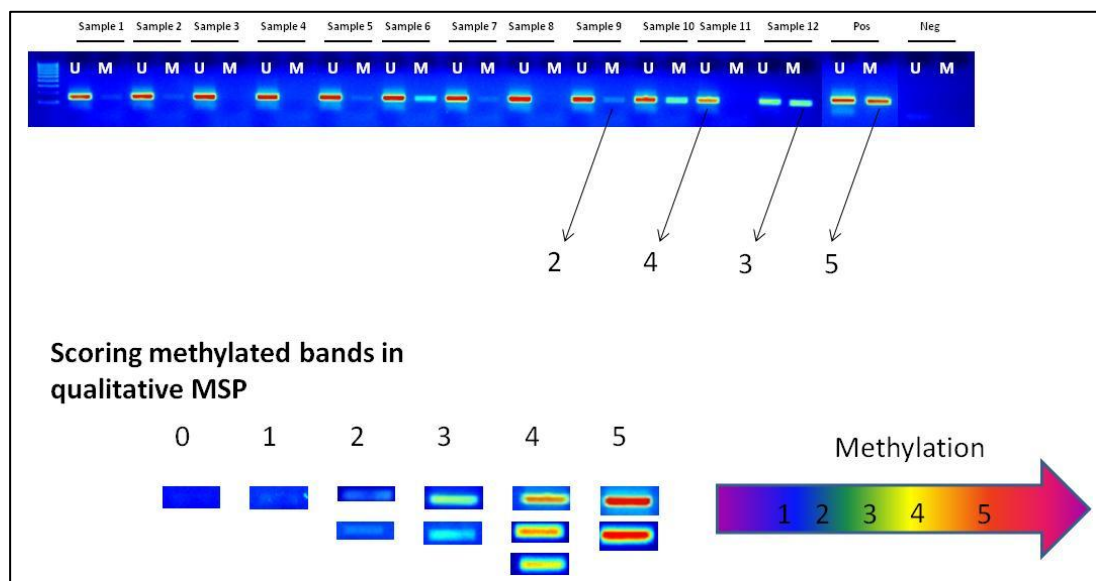 Sample 1 Sample 2 Sample 3 Sample 4 Sample 5 Sample 6 Sample 7 Sample 8 Sample 9 Sample 10 Sample 11 Sample 12 Pos Neg
U M U M U M U M U M U M U M U M U M U M U M U M U M U M
2 4 3 5
Scoring methylated bands in
qualitative MSP
0 1 2 3 4 5
Methylation
1 2 3 4 5